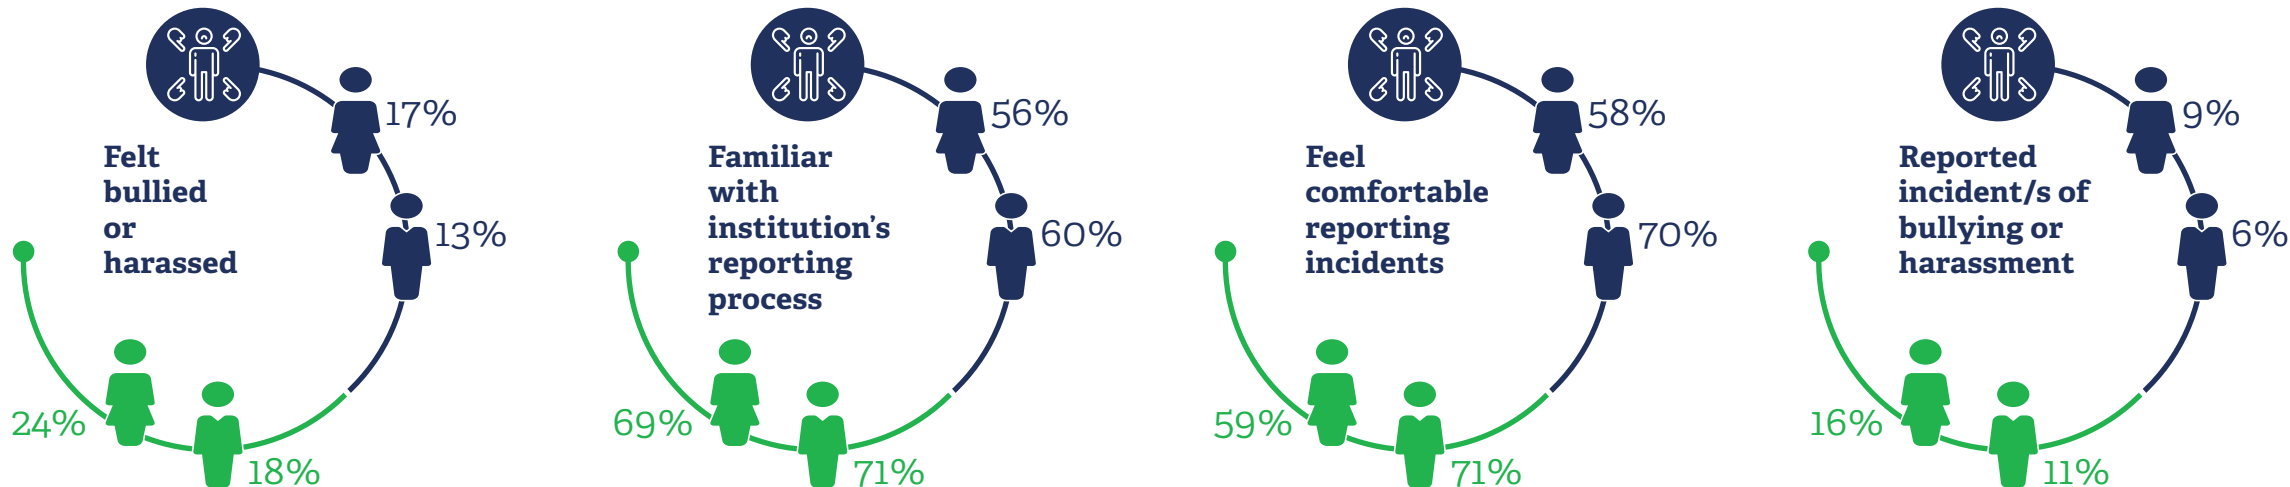 17%
Felt
bullied
or
harassed
13%
24%
18%
56%
Familiar
with
institution’s
reporting
process
60%
69%
71%
58%
Feel
comfortable
reporting
incidents
70%
59%
71%
9%
Reported
incident/s of
bullying or
harassment
6%
16%
11%